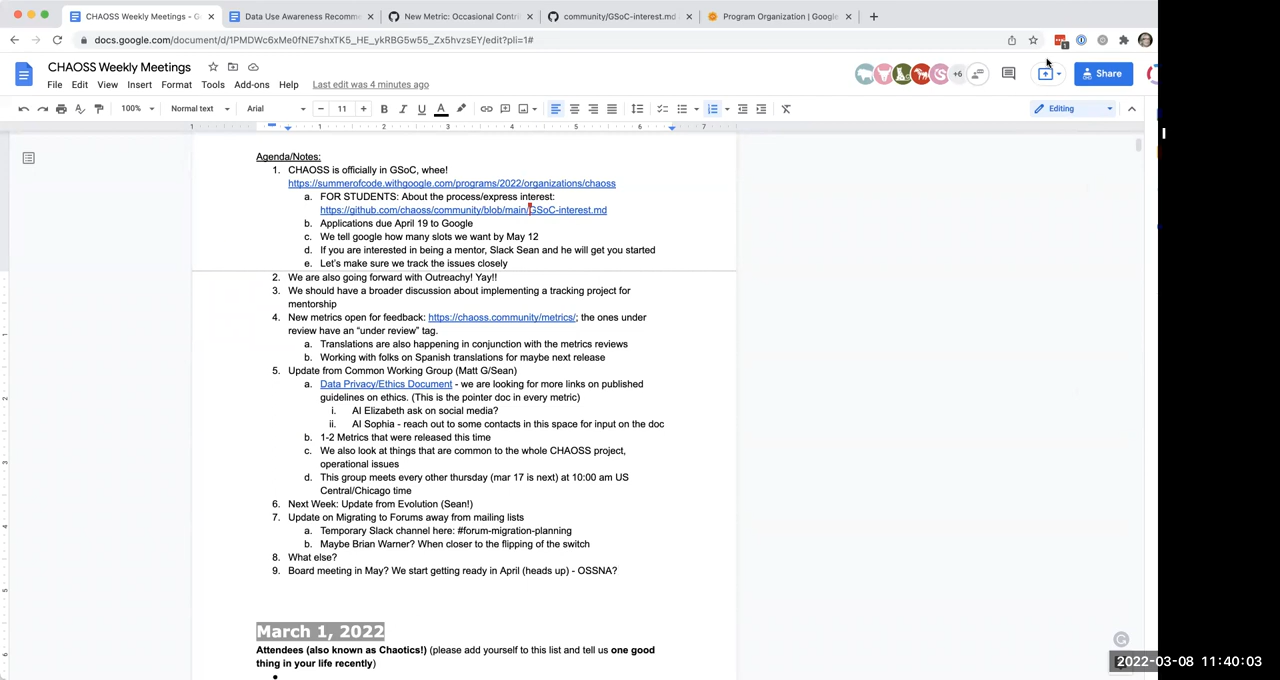 CHAOSS Weekly Meetings - G
Data Use Awareness Recomme
New Metric: Occasional Contri
community/GSoC-interest.md
Program Organization | Google
docs.google.com/document/d/1PMDWc6xMe0fNE7shxTK5_HE_ykRBG5w55_Zx5hvzsEY/edit?pli=1#
CHAOSS Weekly Meetings
File Edit View Insert Format Tools Add-ons Help Last edit was 4 minutes ago
+6
Share
100% Normal text Arial 11 Editing
1 1 2 3 4 5 6 7
Agenda/Notes:
1. CHAOSS is officially in GSoC, whee!
https://summerofcode.withgoogle.com/programs/2022/organizations/chaoss
a. FOR STUDENTS: About the process/express interest:
https://github.com/chaoss/community/blob/main/GSoC-interest.md
b. Applications due April 19 to Google
c. We tell google how many slots we want by May 12
d. If you are interested in being a mentor, Slack Sean and he will get you started
e. Let's make sure we track the issues closely
2. We are also going forward with Outreachy! Yay!!
3. We should have a broader discussion about implementing a tracking project for
mentorship
4. New metrics open for feedback: https://chaoss.community/metrics/; the ones under
review have an "under review" tag.
a. Translations are also happening in conjunction with the metrics reviews
b. Working with folks on Spanish translations for maybe next release
5. Update from Common Working Group (Matt G/Sean)
a. Data Privacy/Ethics Document - we are looking for more links on published
guidelines on ethics. (This is the pointer doc in every metric)
i. AI Elizabeth ask on social media?
ii. AI Sophia - reach out to some contacts in this space for input on the doc
b. 1-2 Metrics that were released this time
c. We also look at things that are common to the whole CHAOSS project,
operational issues
d. This group meets every other thursday (mar 17 is next) at 10:00 am US
Central/Chicago time
6. Next Week: Update from Evolution (Sean!)
7. Update on Migrating to Forums away from mailing lists
a. Temporary Slack channel here: #forum-migration-planning
b. Maybe Brian Warner? When closer to the flipping of the switch
8. What else?
9. Board meeting in May? We start getting ready in April (heads up) - OSSNA?
March 1, 2022
Attendees (also known as Chaotics!) (please add yourself to this list and tell us one good
thing in your life recently)
2022-03-08 11:40:03